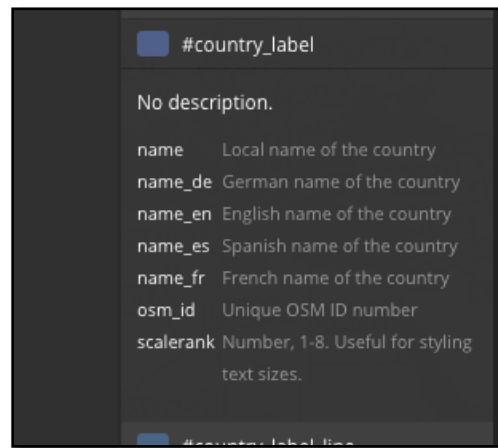 #country_label
No description.
name Local name of the country
name_de German name of the country
name_en English name of the country
name_es Spanish name of the country
name_fr French name of the country
osm_id Unique OSM ID number
scalerank Number, 1-8. Useful for styling
text sizes.
#country_label_line